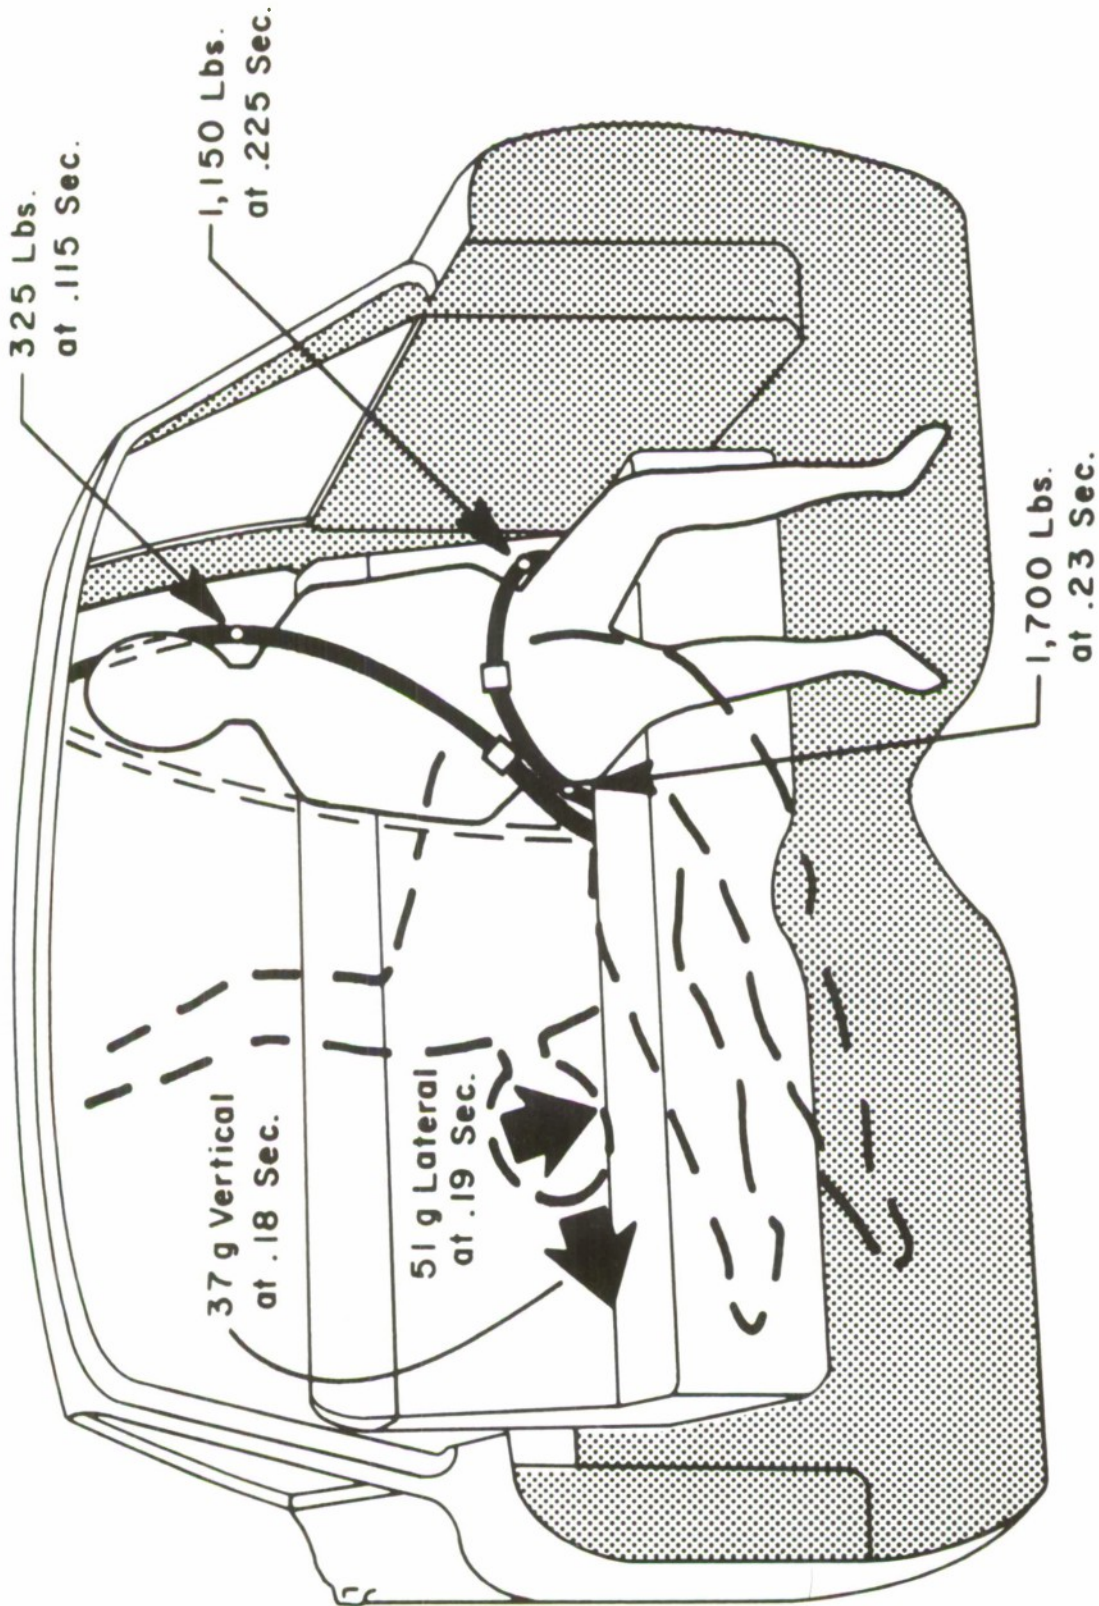 325 Lbs.
at .115 Sec.
1,150 Lbs.
at .225 Sec.
37 g Vertical
at .18 Sec.
51 g Lateral
at .19 Sec.
1,700 Lbs.
at .23 Sec.